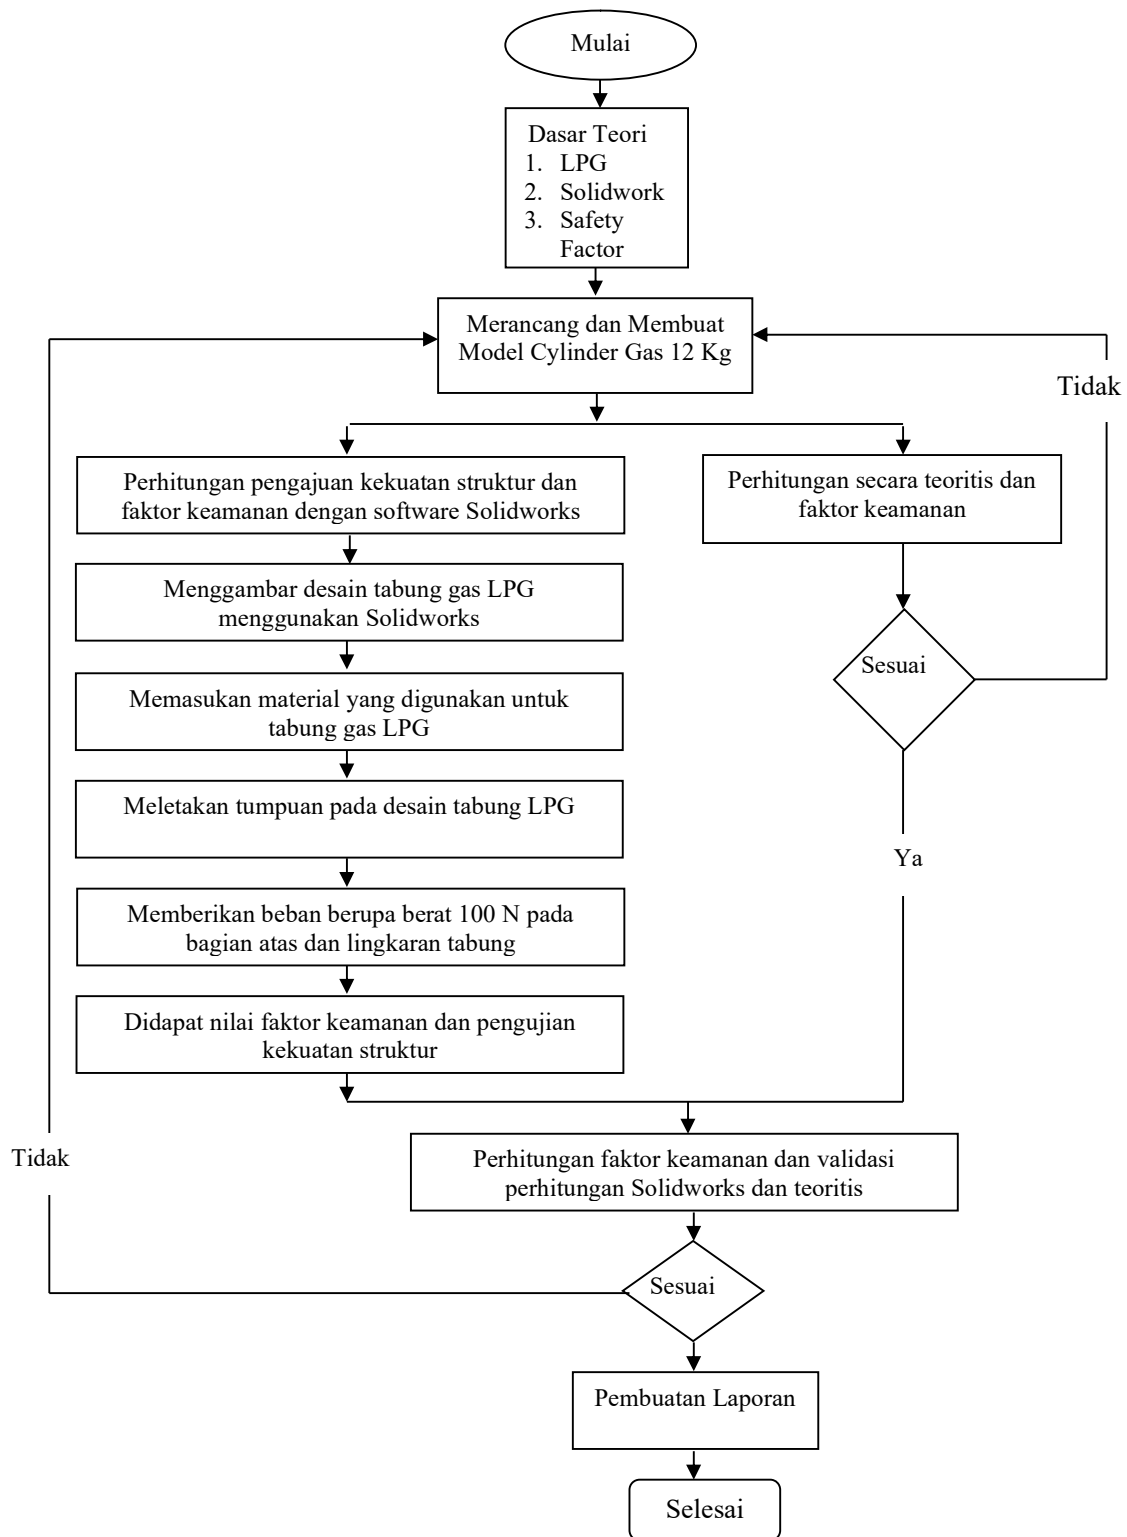 Mulai
Dasar Teori
1. LPG
2. Solidwork
3. Safety
Factor
Merancang dan Membuat
Model Cylinder Gas 12 Kg
Tidak
Perhitungan pengajuan kekuatan struktur dan
faktor keamanan dengan software Solidworks
Perhitungan secara teoritis dan
faktor keamanan
Menggambar desain tabung gas LPG
menggunakan Solidworks
Sesuai
Memasukan material yang digunakan untuk
tabung gas LPG
Meletakan tumpuan pada desain tabung LPG
Ya
Memberikan beban berupa berat 100 N pada
bagian atas dan lingkaran tabung
Didapat nilai faktor keamanan dan pengujian
kekuatan struktur
Tidak
Perhitungan faktor keamanan dan validasi
perhitungan Solidworks dan teoritis
Sesuai
Pembuatan Laporan
Selesai